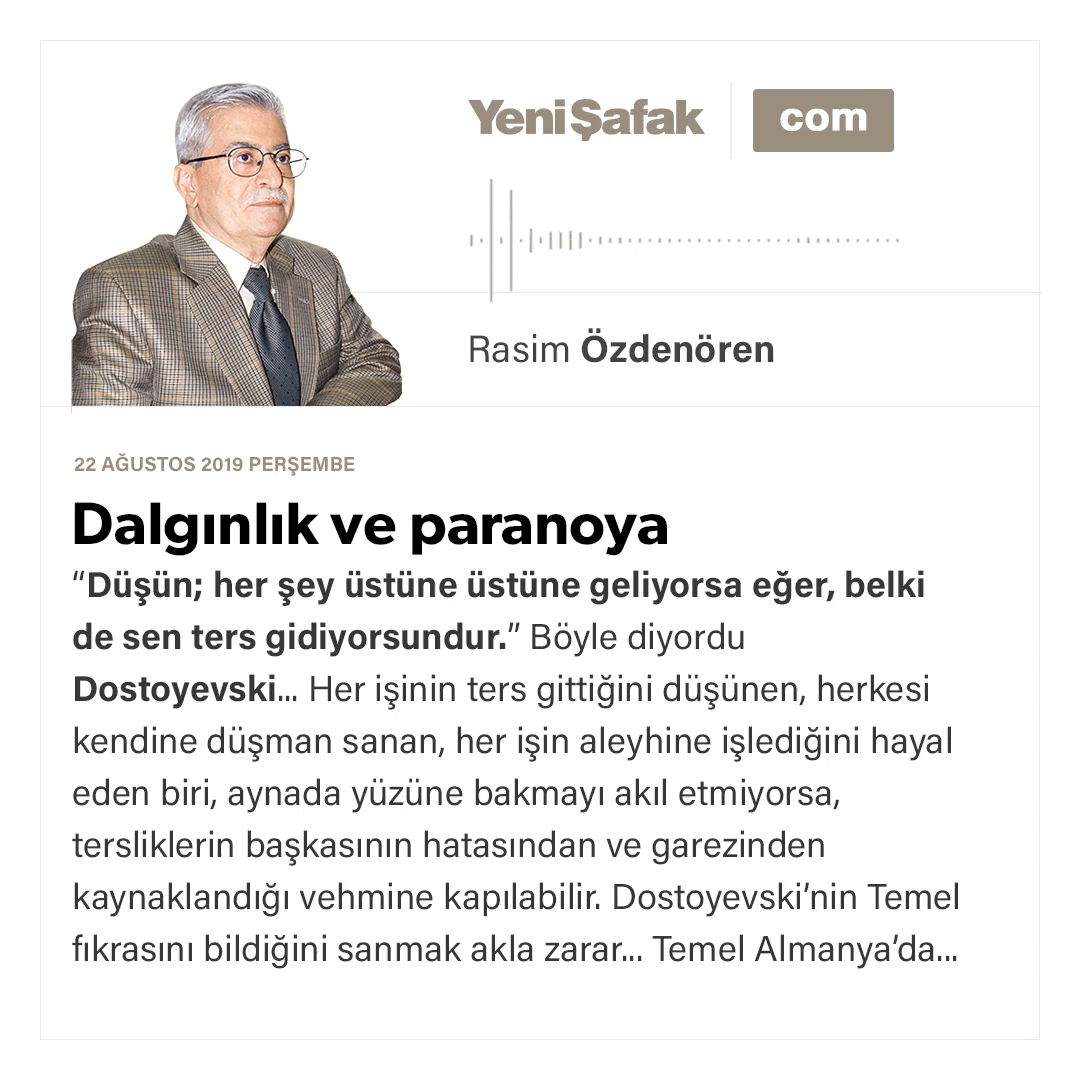 YeniŞafak com
Rasim Özdenören
22 AĞUSTOS 2019 PERŞEMBE
Dalgınlık ve paranoya
“Düşün; her şey üstüne üstüne geliyorsa eğer, belki
de sen ters gidiyorsundur.” Böyle diyordu
Dostoyevski... Her işinin ters gittiğini düşünen, herkesi
kendine düşman sanan, her işin aleyhine işlediğini hayal
eden biri, aynada yüzüne bakmayı akıl etmiyorsa,
tersliklerin başkasının hatasından ve garezinden
kaynaklandığı vehmine kapılabilir. Dostoyevski’nin Temel
fıkrasını bildiğini sanmak akla zarar... Temel Almanya’da...